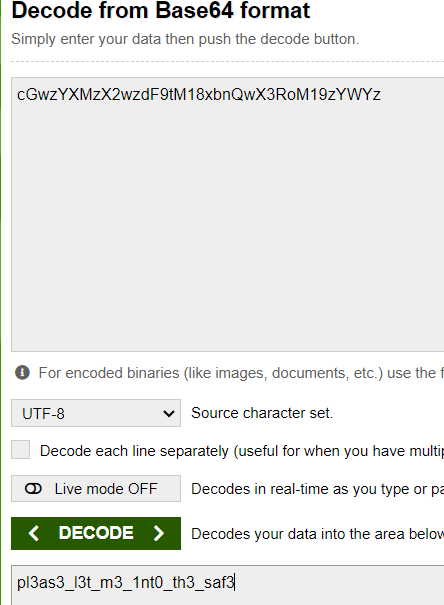 Decode from Base64 format
Simply enter your data then push the decode button.
cGwzYXMzX2wzdF9tM18xbnQwX3RoM19zYWYz
For encoded binaries (like images, documents, etc.) use the f
UTF-8 Source character set.
Decode each line separately (useful for when you have multip
Live mode OFF Decodes in real-time as you type or pa
< DECODE > Decodes your data into the area below
pl3as3_l3t_m3_1nt0_th3_saf3